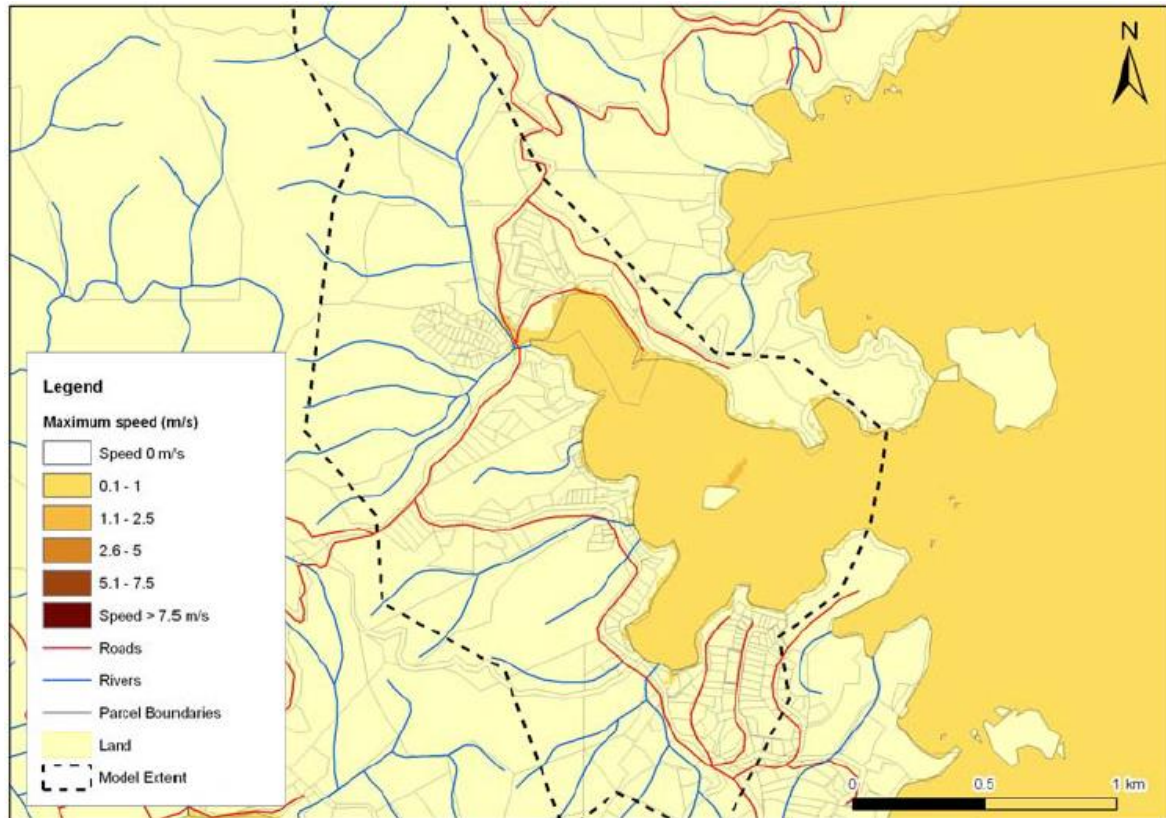 N
Legend
Maximum speed (m/s)
Speed 0 m/s
0.1 - 1
1.1 - 2.5
2.6 - 5
5.1 - 7.5
Speed > 7.5 m/s
Roads
Rivers
Parcel Boundaries
Land
Model Extent
0 0.5 1 km